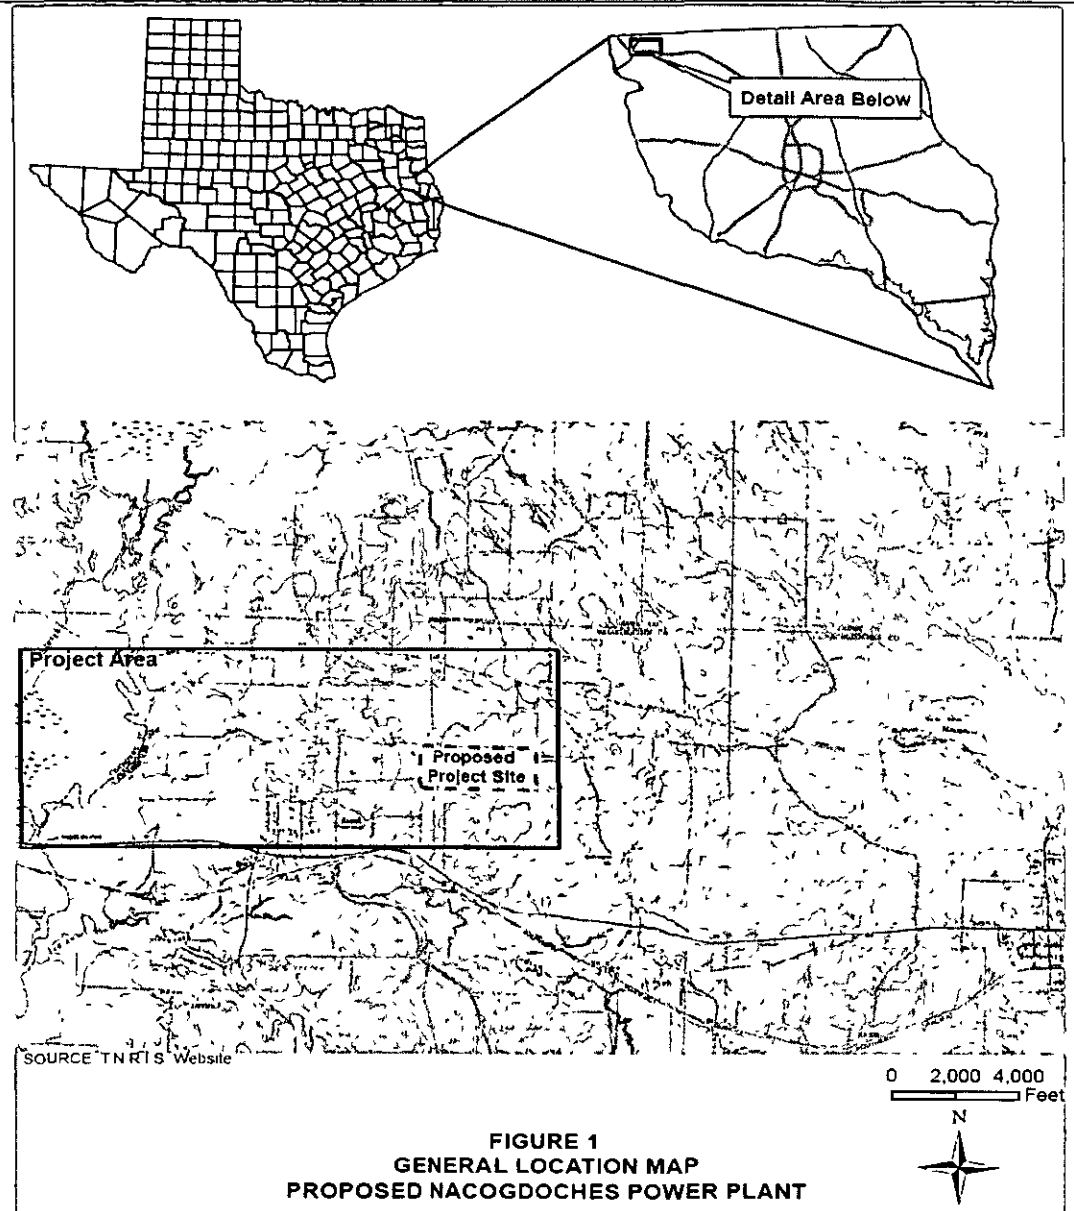 Detail Area Below
Project Area
Proposed
Project Site
SOURCE T N R I S Website
0 2,000 4,000
Feet
N
FIGURE 1
GENERAL LOCATION MAP
PROPOSED NACOGDOCHES POWER PLANT